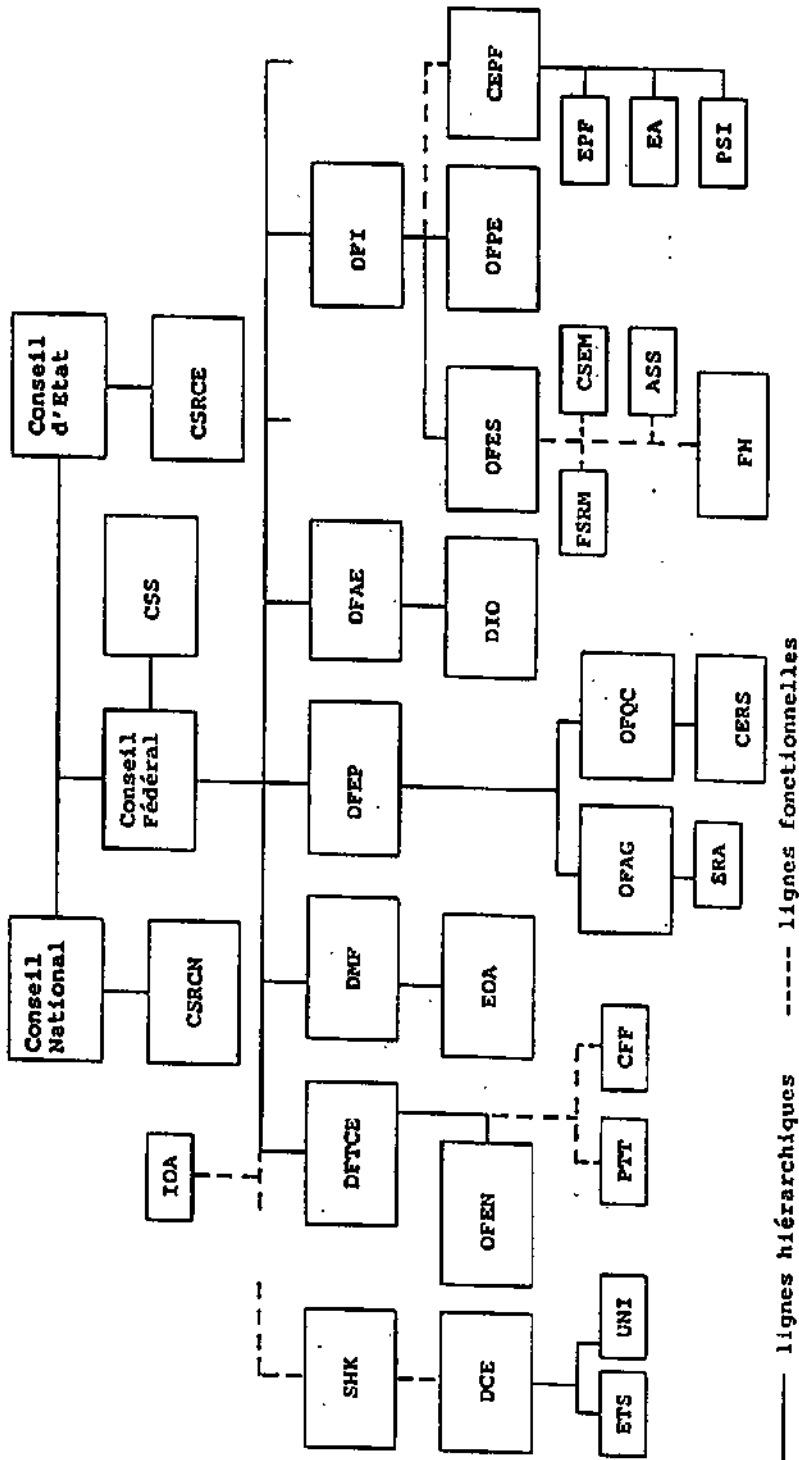 Conseil
National
Conseil
Fédéral
Conseil
d'Etat
CSRCN
CSS
CSRCE
IDA
SHK
DFTCE
DMF
OFEP
OFAE
OFI
DCE
OFEN
EOA
DIO
OFES
OFPE
CEPF
ETS
UNI
PTT
CFF
OFAG
OFQC
ERA
CERS
FSRM
CSEM
ASS
FN
EPF
EA
PSI
lignes hiérarchiques
----- lignes fonctionnelles